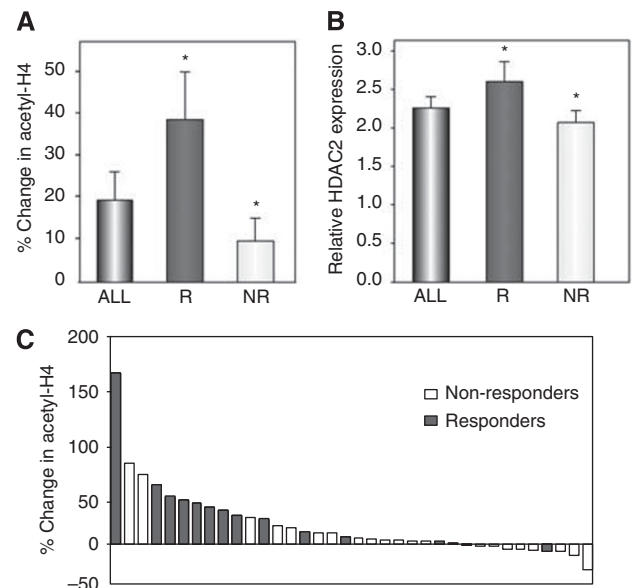 A
% Change in acetyl-H4
50
40
30
20
10
0
*
*
ALL R NR
B
Relative HDAC2 expression
3.0
2.5
2.0
1.5
1.0
0.5
0.0
*
*
ALL R NR
C
% Change in acetyl-H4
200
150
100
50
0
–50
Non-responders
Responders